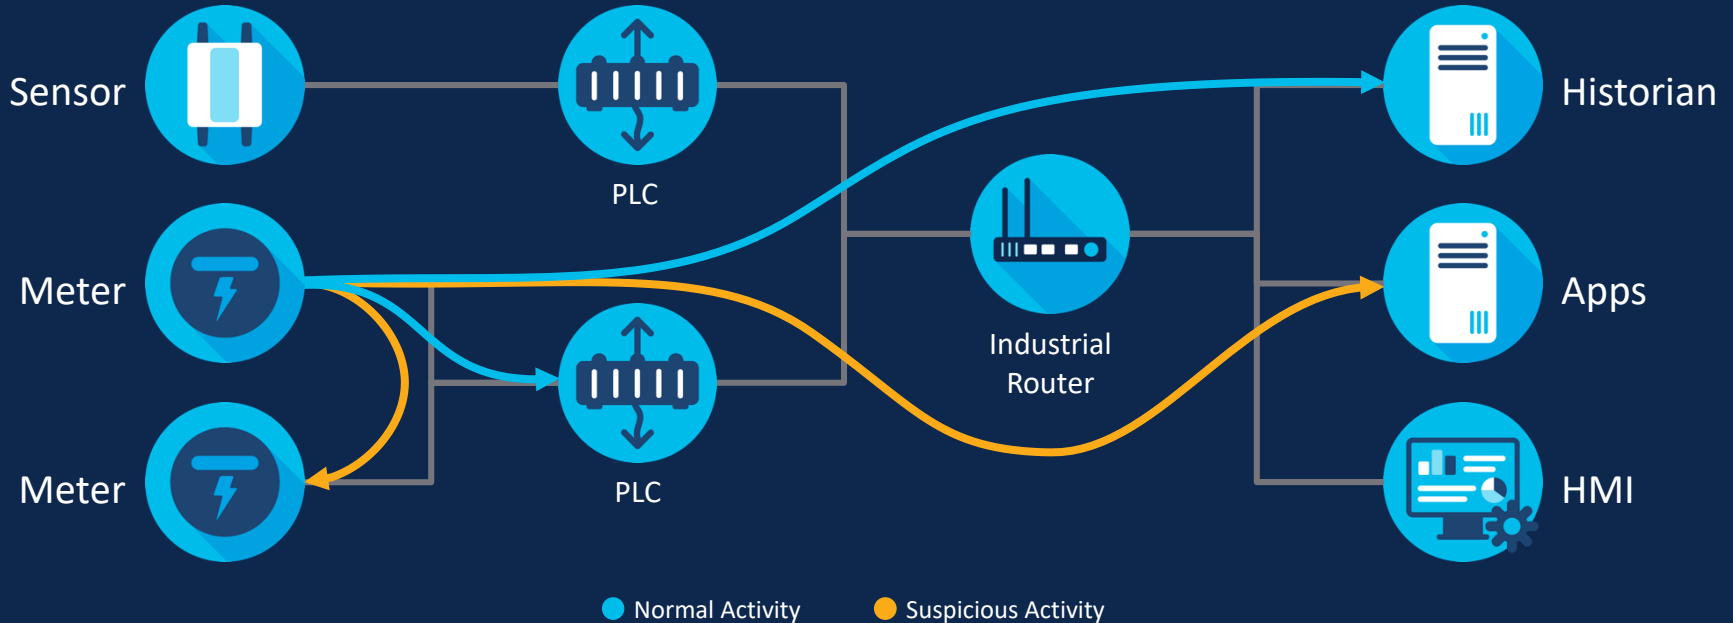 Sensor
PLC
Historian
Meter
Industrial
Router
Apps
Meter
PLC
HMI
Normal Activity
Suspicious Activity